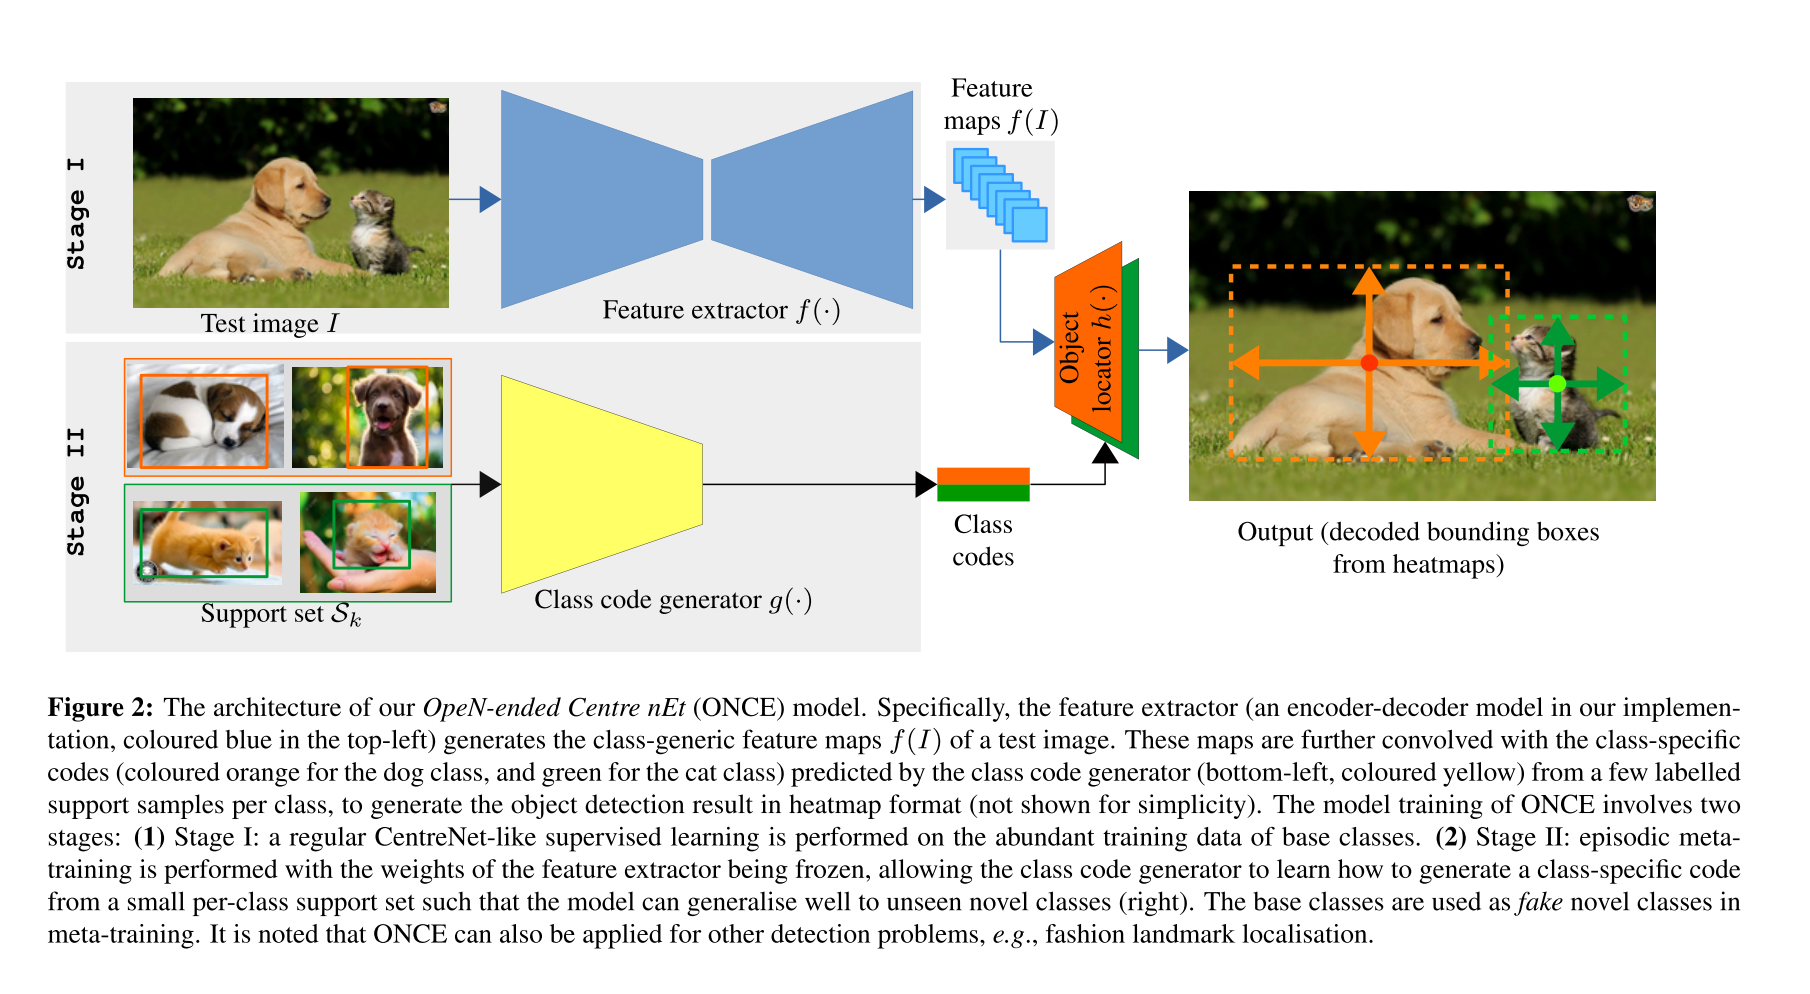 Stage I
Test image I
Feature extractor f(·)
Feature
maps f(I)
Stage II
Support set Sₖ
Class code generator g(·)
Class
codes
Object
locator h(·)
Output (decoded bounding boxes
from heatmaps)
Figure 2: The architecture of our OpeN-ended Centre nEt (ONCE) model. Specifically, the feature extractor (an encoder-decoder model in our implemen-
tation, coloured blue in the top-left) generates the class-generic feature maps f(I) of a test image. These maps are further convolved with the class-specific
codes (coloured orange for the dog class, and green for the cat class) predicted by the class code generator (bottom-left, coloured yellow) from a few labelled
support samples per class, to generate the object detection result in heatmap format (not shown for simplicity). The model training of ONCE involves two
stages: (1) Stage I: a regular CentreNet-like supervised learning is performed on the abundant training data of base classes. (2) Stage II: episodic meta-
training is performed with the weights of the feature extractor being frozen, allowing the class code generator to learn how to generate a class-specific code
from a small per-class support set such that the model can generalise well to unseen novel classes (right). The base classes are used as fake novel classes in
meta-training. It is noted that ONCE can also be applied for other detection problems, e.g., fashion landmark localisation.